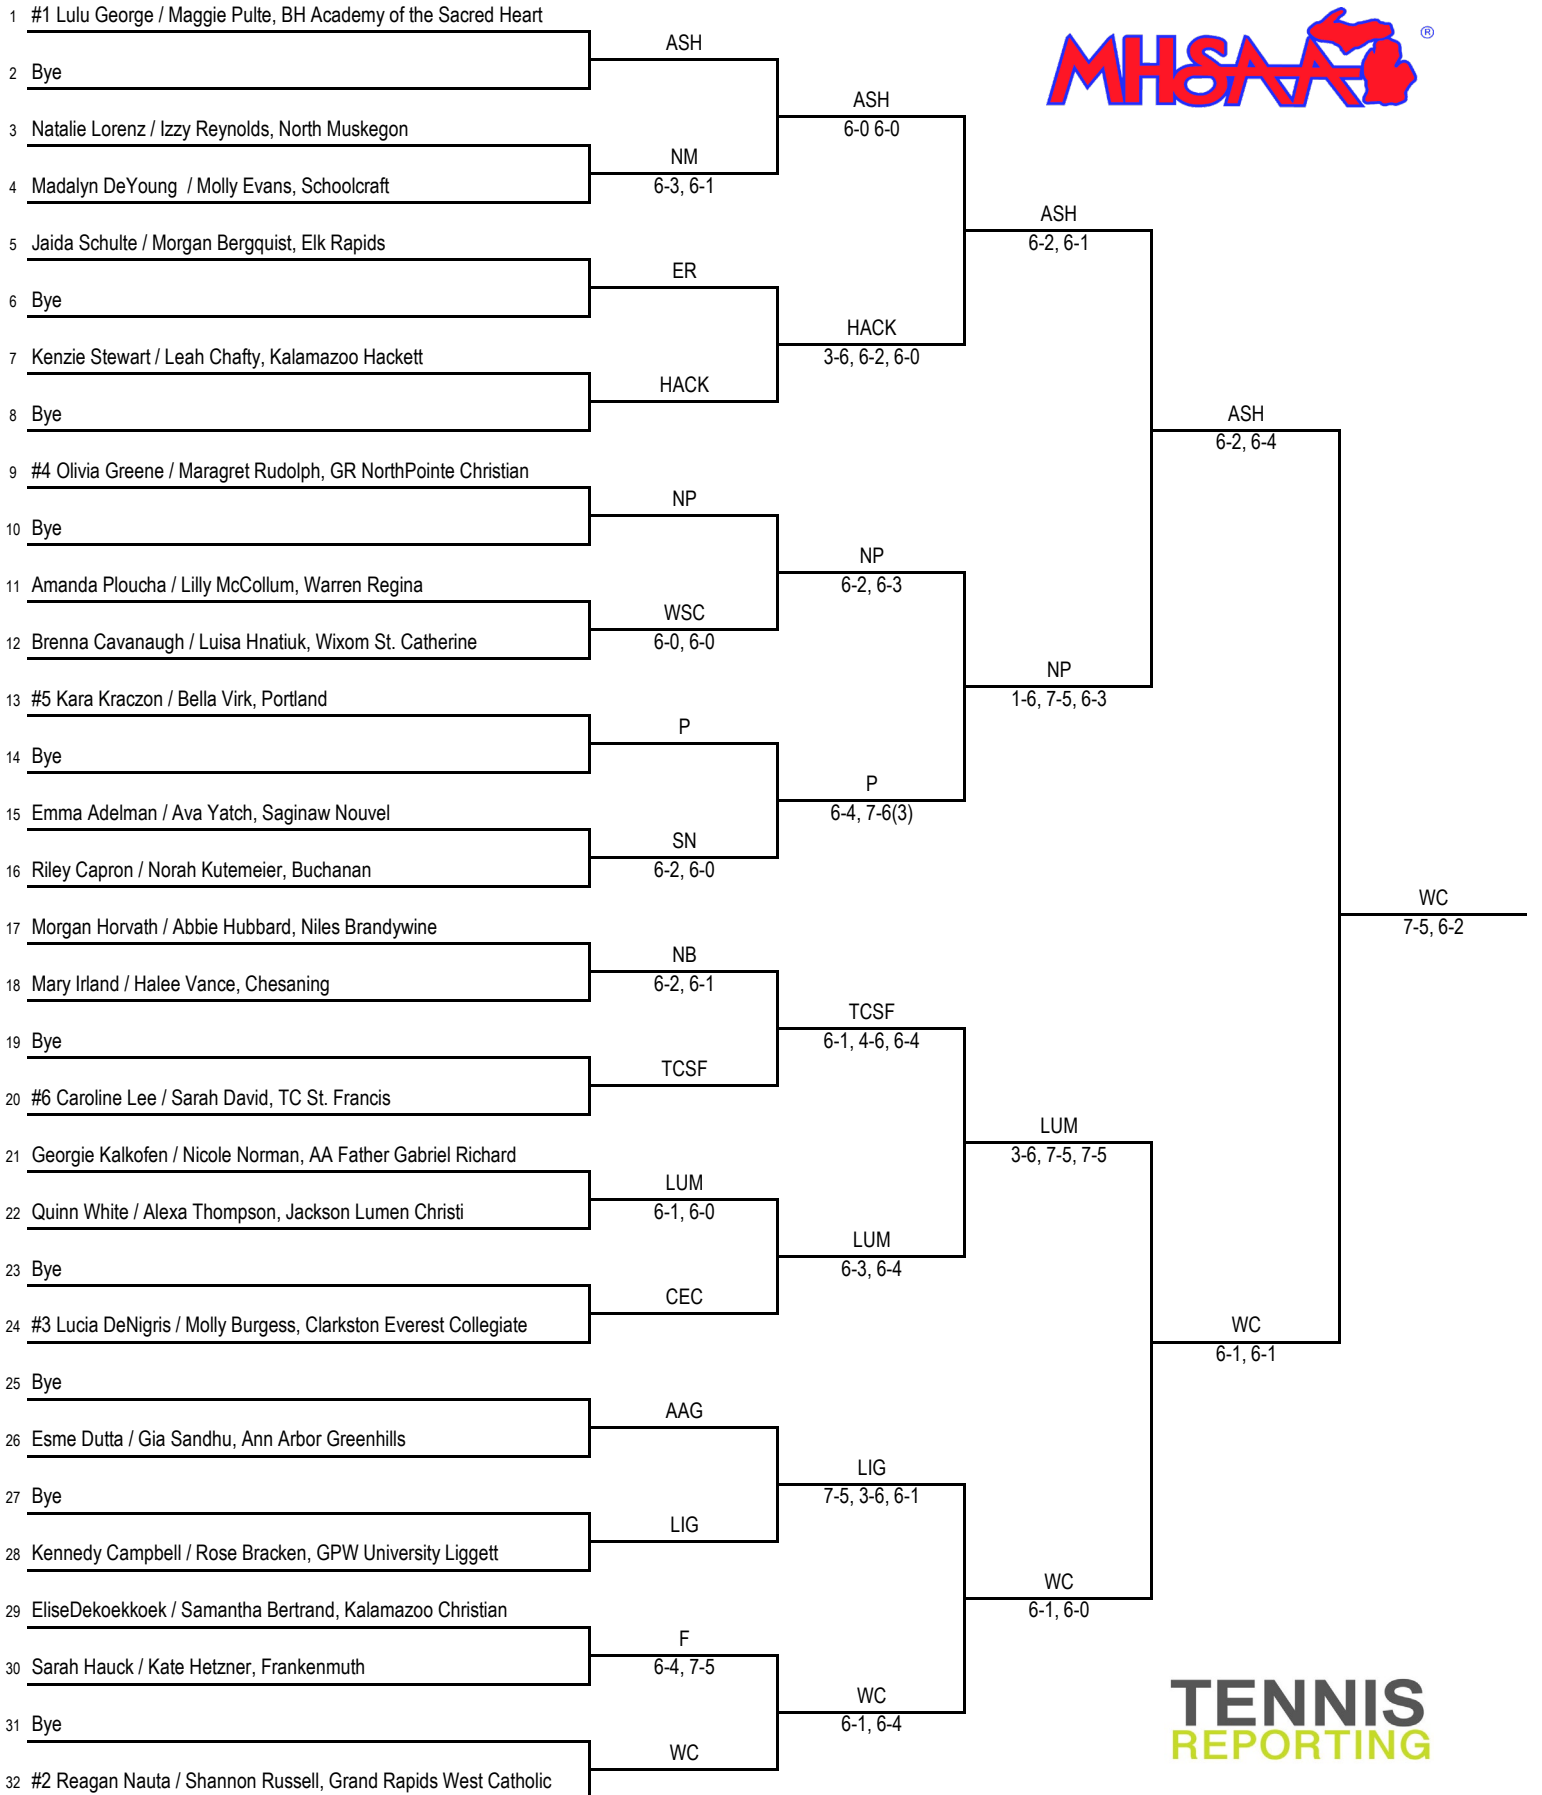 1 #1 Lulu George / Maggie Pulte, BH Academy of the Sacred Heart
ASH
2 Bye
MHSAA ®
ASH
6-0 6-0
3 Natalie Lorenz / Izzy Reynolds, North Muskegon
NM
6-3, 6-1
4 Madalyn DeYoung / Molly Evans, Schoolcraft
ASH
6-2, 6-1
5 Jaida Schulte / Morgan Bergquist, Elk Rapids
ER
6 Bye
HACK
3-6, 6-2, 6-0
7 Kenzie Stewart / Leah Chafty, Kalamazoo Hackett
HACK
8 Bye
ASH
6-2, 6-4
9 #4 Olivia Greene / Maragret Rudolph, GR NorthPointe Christian
NP
10 Bye
NP
6-2, 6-3
11 Amanda Ploucha / Lilly McCollum, Warren Regina
WSC
6-0, 6-0
12 Brenna Cavanaugh / Luisa Hnatiuk, Wixom St. Catherine
NP
1-6, 7-5, 6-3
13 #5 Kara Kraczon / Bella Virk, Portland
P
14 Bye
P
6-4, 7-6(3)
15 Emma Adelman / Ava Yatch, Saginaw Nouvel
SN
6-2, 6-0
16 Riley Capron / Norah Kutemeier, Buchanan
WC
7-5, 6-2
17 Morgan Horvath / Abbie Hubbard, Niles Brandywine
NB
6-2, 6-1
18 Mary Irland / Halee Vance, Chesaning
TCSF
6-1, 4-6, 6-4
19 Bye
TCSF
20 #6 Caroline Lee / Sarah David, TC St. Francis
LUM
3-6, 7-5, 7-5
21 Georgie Kalkofen / Nicole Norman, AA Father Gabriel Richard
LUM
6-1, 6-0
22 Quinn White / Alexa Thompson, Jackson Lumen Christi
LUM
6-3, 6-4
23 Bye
CEC
24 #3 Lucia DeNigris / Molly Burgess, Clarkston Everest Collegiate
WC
6-1, 6-1
25 Bye
AAG
26 Esme Dutta / Gia Sandhu, Ann Arbor Greenhills
LIG
7-5, 3-6, 6-1
27 Bye
LIG
28 Kennedy Campbell / Rose Bracken, GPW University Liggett
WC
6-1, 6-0
29 EliseDekoekkoek / Samantha Bertrand, Kalamazoo Christian
F
6-4, 7-5
30 Sarah Hauck / Kate Hetzner, Frankenmuth
WC
6-1, 6-4
31 Bye
WC
32 #2 Reagan Nauta / Shannon Russell, Grand Rapids West Catholic
TENNIS
REPORTING